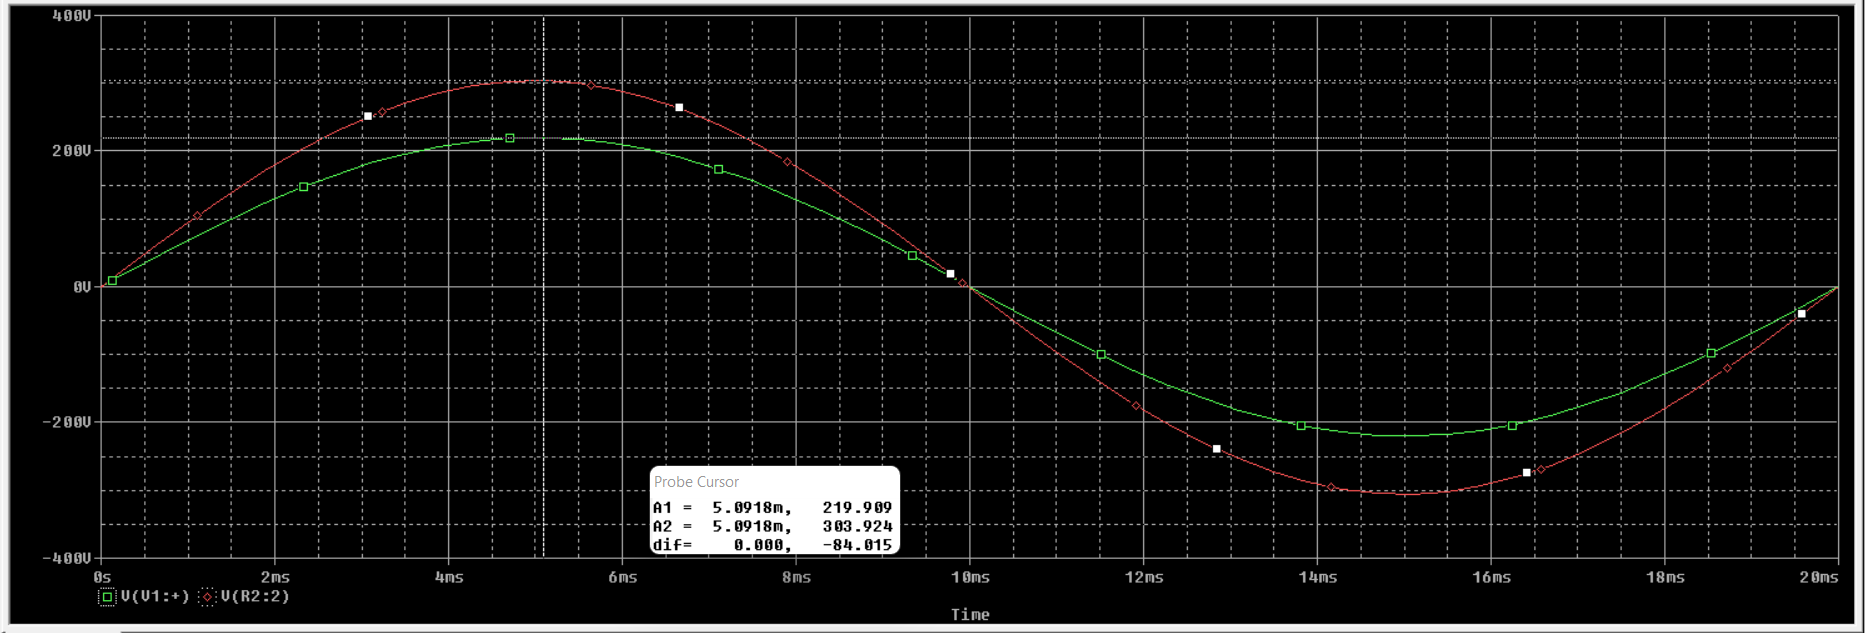 400V
200V
0V
-200V
-400V
Probe Cursor
A1 = 5.0918m, 219.909
A2 = 5.0918m, 303.924
dif= 0.000, -84.015
0s 2ms 4ms 6ms 8ms 10ms 12ms 14ms 16ms 18ms 20ms
V(V1:+) V(R2:2)
Time